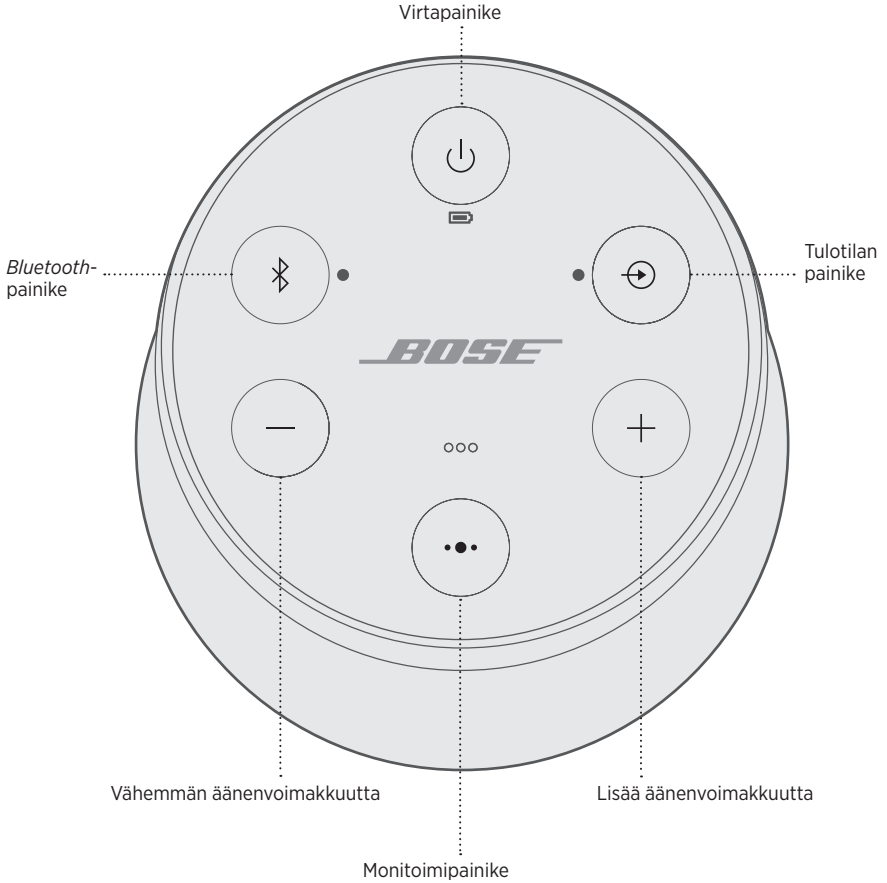 Virtapainike
Bluetooth-
painike
Tulotilan
painike
BOSE
Vähemmän äänenvoimakkuutta
Lisää äänenvoimakkuutta
Monitoimipainike